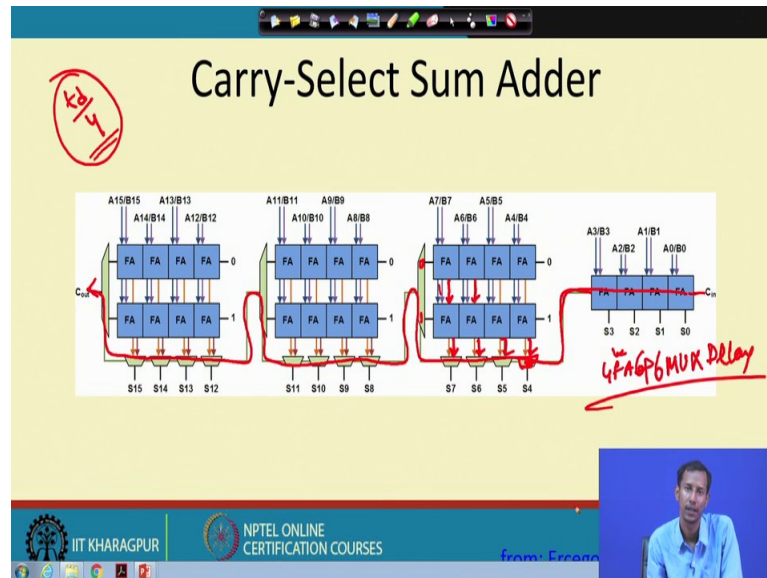 Carry-Select Sum Adder
td/4
A15/B15 A13/B13 A11/B11 A9/B9 A7/B7 A5/B5
A14/B14 A12/B12 A10/B10 A8/B8 A6/B6 A4/B4
A3/B3 A1/B1
A2/B2 A0/B0
FA FA FA FA 0 FA FA FA FA 0 FA FA FA FA 0
Cout FA FA FA FA Cin
FA FA FA FA 1 FA FA FA FA 1 FA FA FA FA 1
S3 S2 S1 S0
S15 S14 S13 S12 S11 S10 S9 S8 S7 S6 S5 S4
MUX Delay
IIT KHARAGPUR
NPTEL ONLINE
CERTIFICATION COURSES
from: Ercego